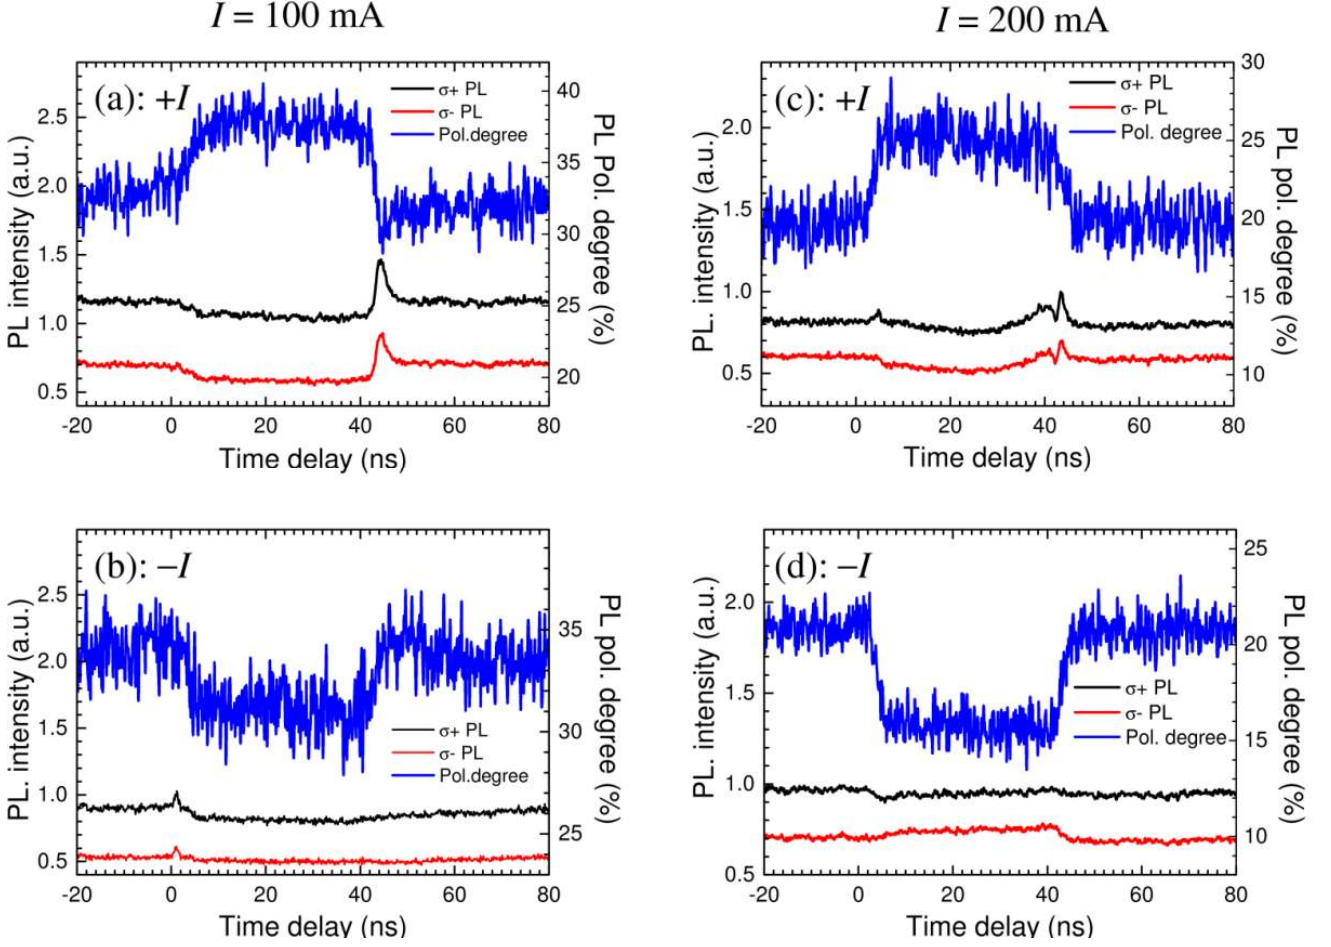 I = 100 mA
I = 200 mA
(a): +I
σ+ PL
σ- PL
Pol.degree
PL intensity (a.u.)
2.5
2.0
1.5
1.0
0.5
40
35
30
25
20
PL Pol. degree (%)
-20 0 20 40 60 80
Time delay (ns)
(c): +I
σ+ PL
σ- PL
Pol. degree
PL. intensity (a.u.)
2.0
1.5
1.0
0.5
30
25
20
15
10
PL pol. degree (%)
-20 0 20 40 60 80
Time delay (ns)
(b): –I
σ+ PL
σ- PL
Pol.degree
PL. intensity (a.u.)
2.5
2.0
1.5
1.0
0.5
35
30
25
PL pol. degree (%)
-20 0 20 40 60 80
Time delay (ns)
(d): –I
σ+ PL
σ- PL
Pol. degree
PL. intensity (a.u.)
2.0
1.5
1.0
0.5
25
20
15
10
PL pol. degree (%)
-20 0 20 40 60 80
Time delay (ns)